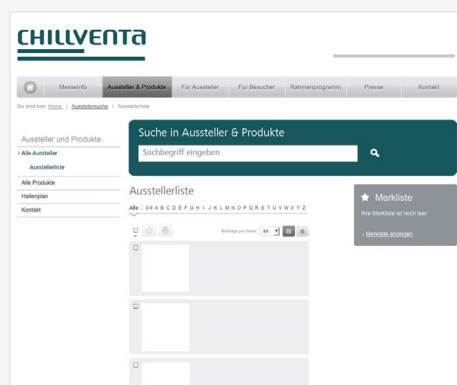 CHILLVENTA
Messeinfo Aussteller & Produkte Für Aussteller Für Besucher Rahmenprogramm Presse Kontakt
Sie sind hier: Home | Ausstellersuche | Ausstellerliste
Aussteller und Produkte
› Alle Aussteller
Ausstellerliste
Alle Produkte
Hallenplan
Kontakt
Suche in Aussteller & Produkte
Suchbegriff eingeben
Ausstellerliste
Alle | 0-9 A B C D E F G H I J K L M N O P Q R S T U V W X Y Z
Einträge pro Seite:
Merkliste
Ihre Merkliste ist noch leer.
› Merkliste anzeigen